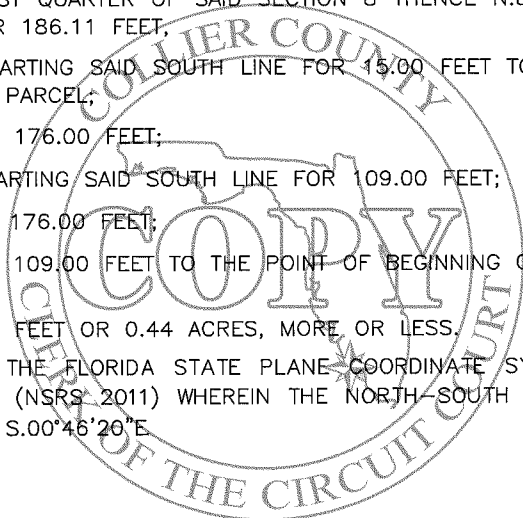 ST QUARTER OF SAID SECTION 8 THENCE N.
R 186.11 FEET,
ARTING SAID SOUTH LINE FOR 15.00 FEET TO
PARCEL;
176.00 FEET;
ARTING SAID SOUTH LINE FOR 109.00 FEET;
176.00 FEET;
109.00 FEET TO THE POINT OF BEGINNING O
FEET OR 0.44 ACRES, MORE OR LESS.
THE FLORIDA STATE PLANE COORDINATE SY
(NSRS 2011) WHEREIN THE NORTH-SOUTH
S.00°46'20"E
COLLIER COUNTY
COPY
CLERK OF THE CIRCUIT COURT